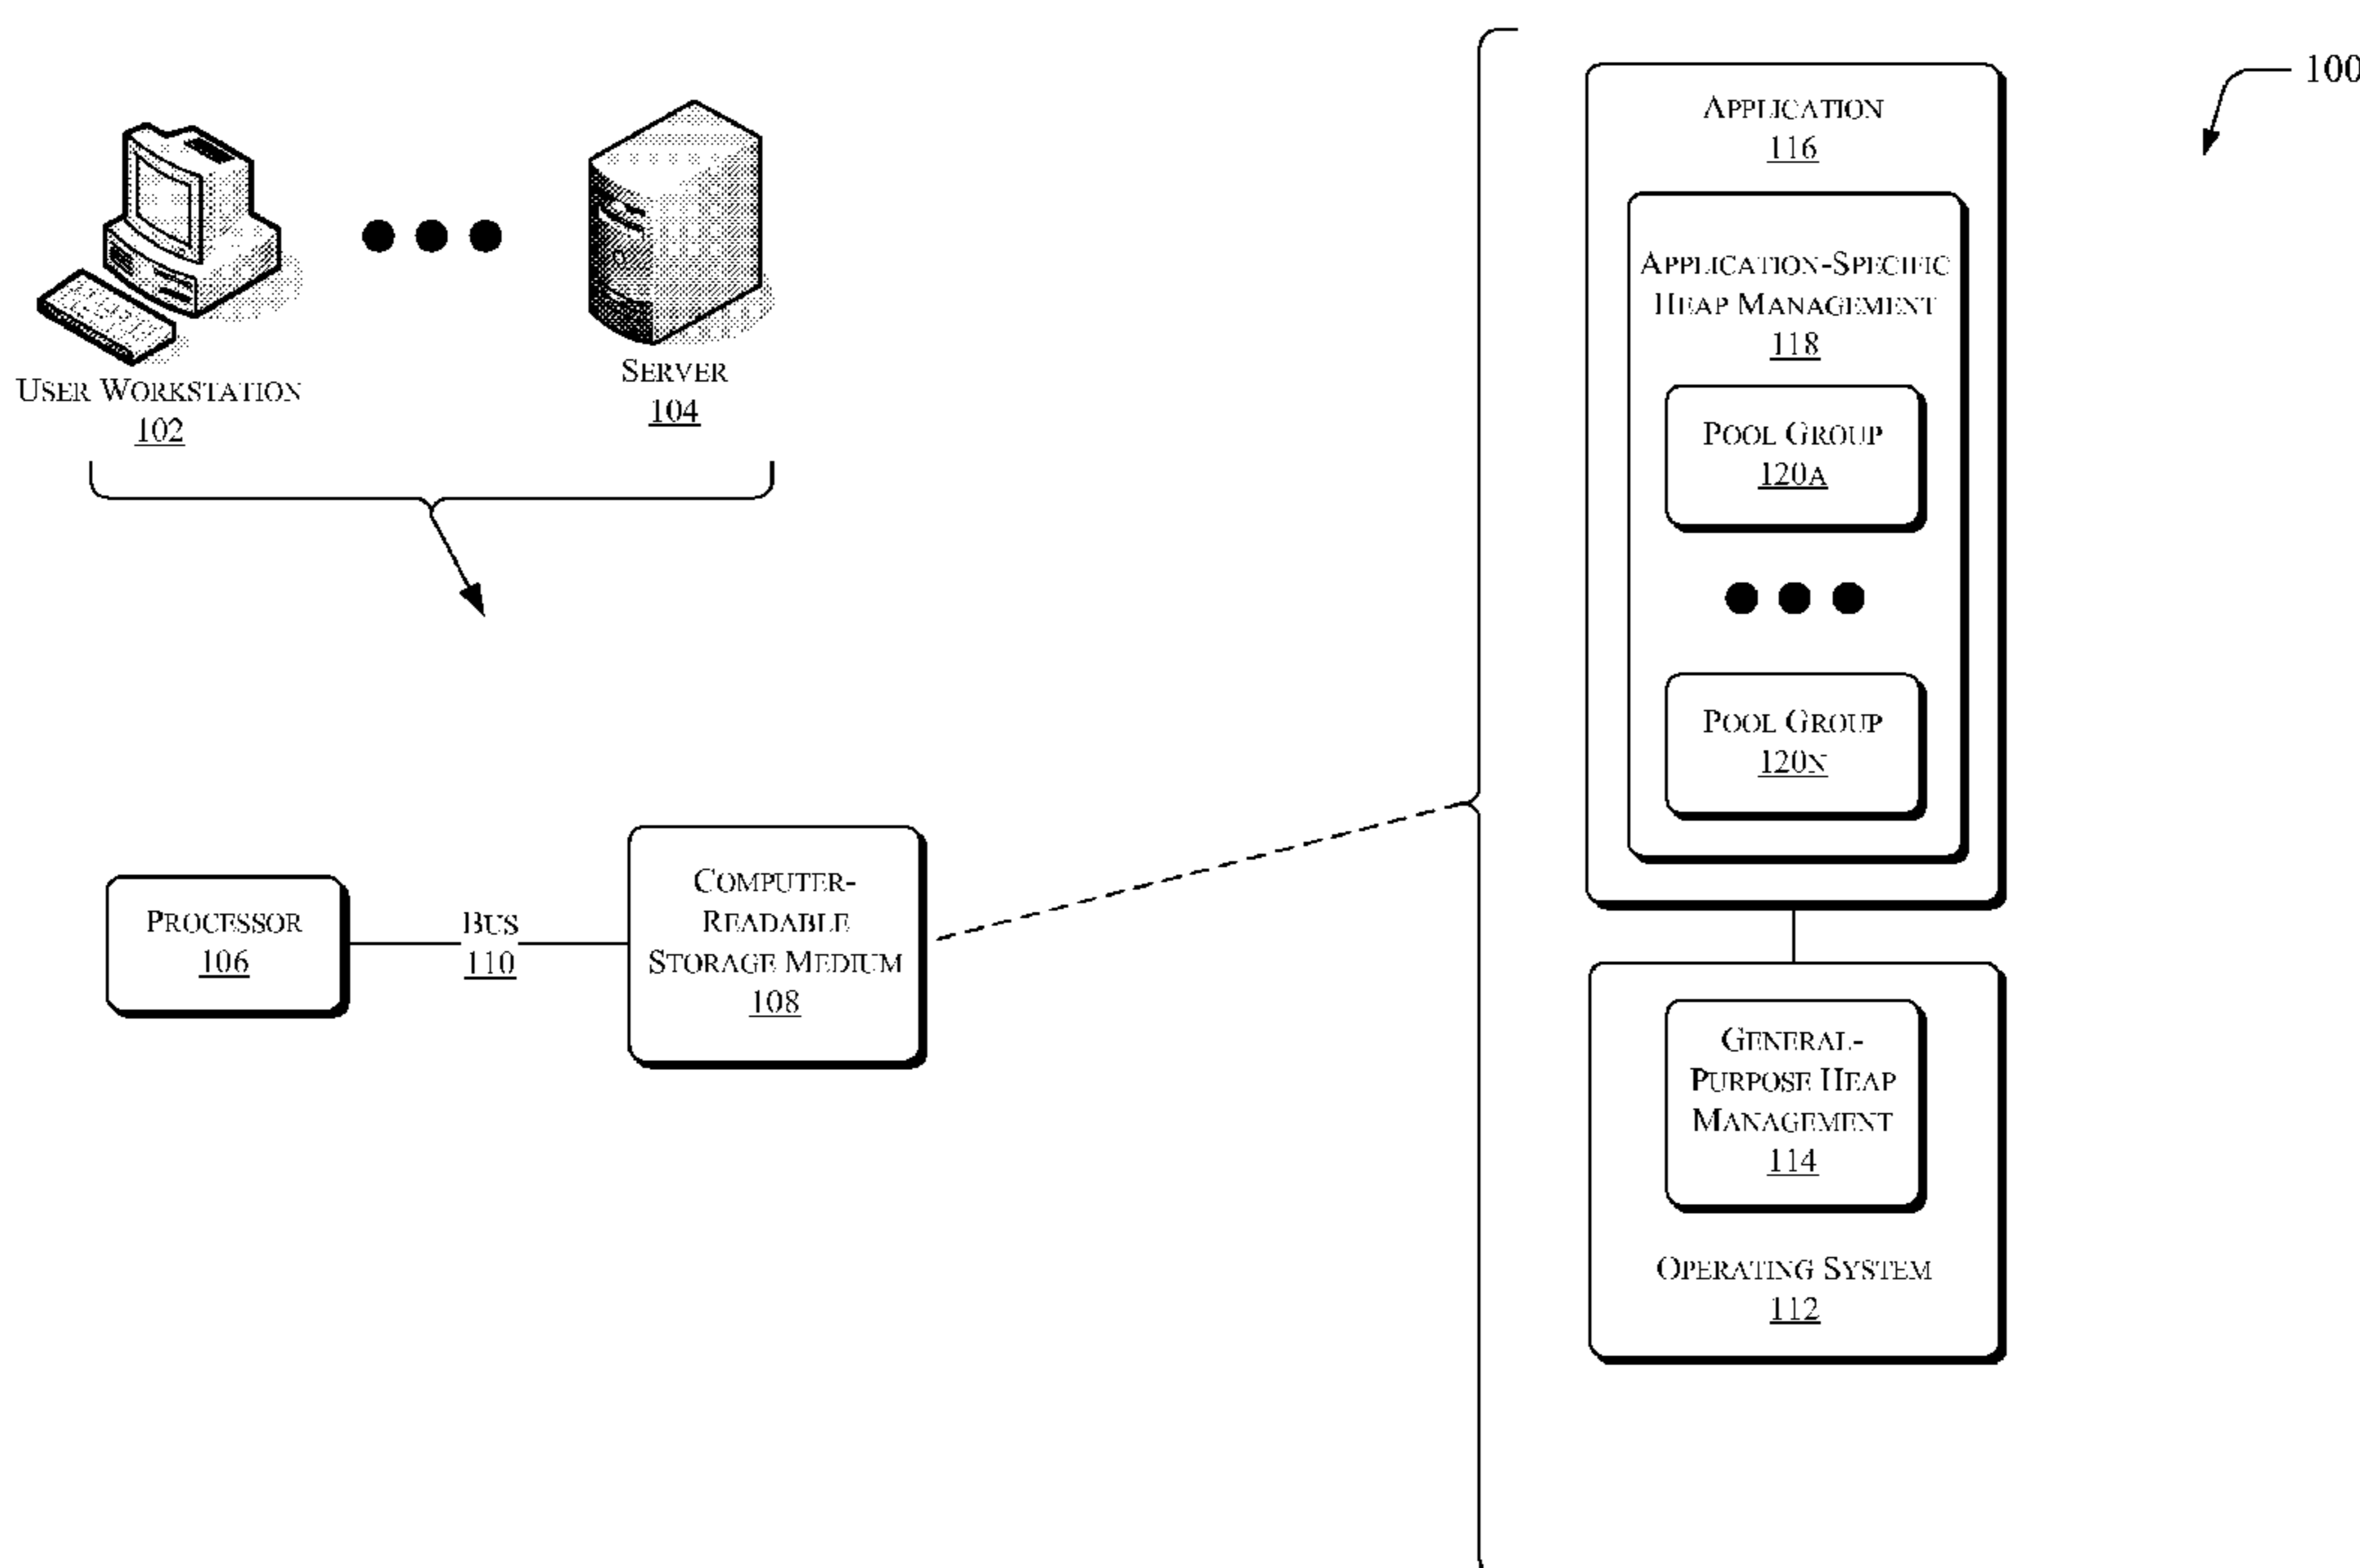 100
USER WORKSTATION
102
SERVER
104
PROCESSOR
106
BUS
110
COMPUTER-
READABLE
STORAGE MEDIUM
108
APPLICATION
116
APPLICATION-SPECIFIC
HEAP MANAGEMENT
118
POOL GROUP
120A
POOL GROUP
120N
GENERAL-
PURPOSE HEAP
MANAGEMENT
114
OPERATING SYSTEM
112